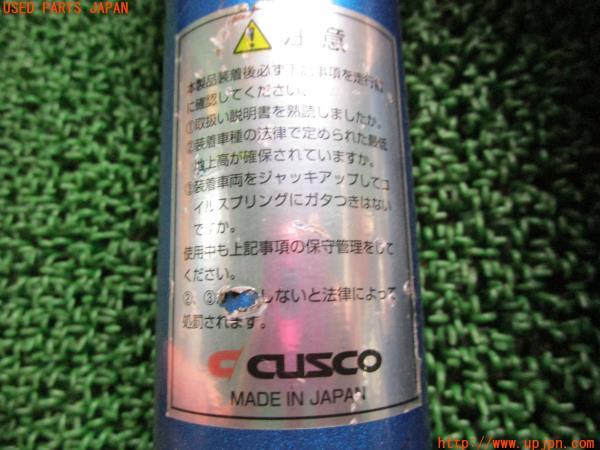 USED PARTS JAPAN
注意
本製品装着後必ず下記事項を走行前
に確認してください。
①取扱い説明書を熟読しましたか。
②装着車種の法律で定められた最低
地上高が確保されていますか。
③装着車両をジャッキアップしてコ
イルスプリングにガタつきはない
ですか。
使用中も上記事項の保守管理をして
ください。
②、③が しないと法律によって
処罰されます。
CUSCO
MADE IN JAPAN
http://www.upjpn.com/